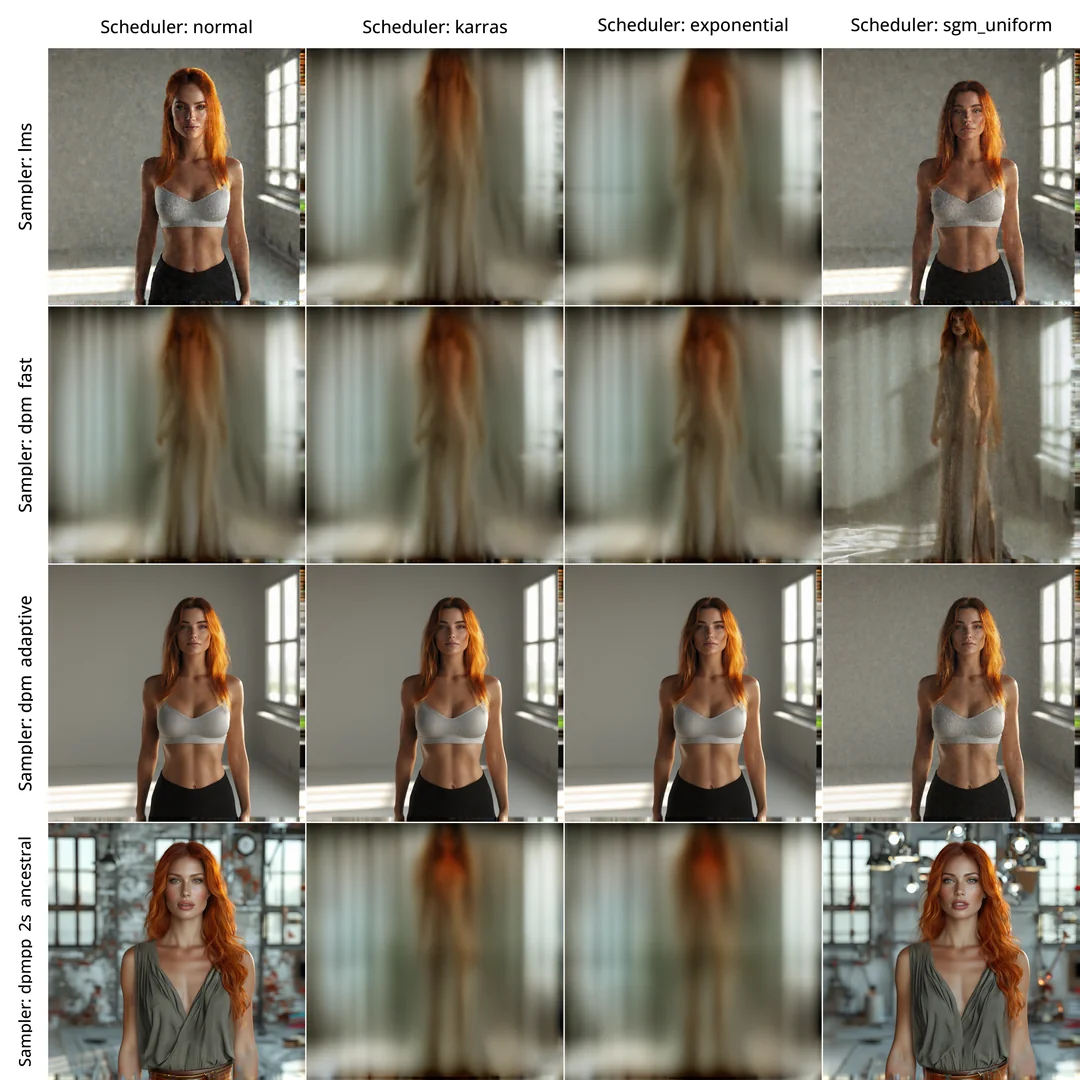 Scheduler: normal
Scheduler: karras
Scheduler: exponential
Scheduler: sgm_uniform
Sampler: lms
Sampler: dpm fast
Sampler: dpm adaptive
Sampler: dpmpp 2s ancestral